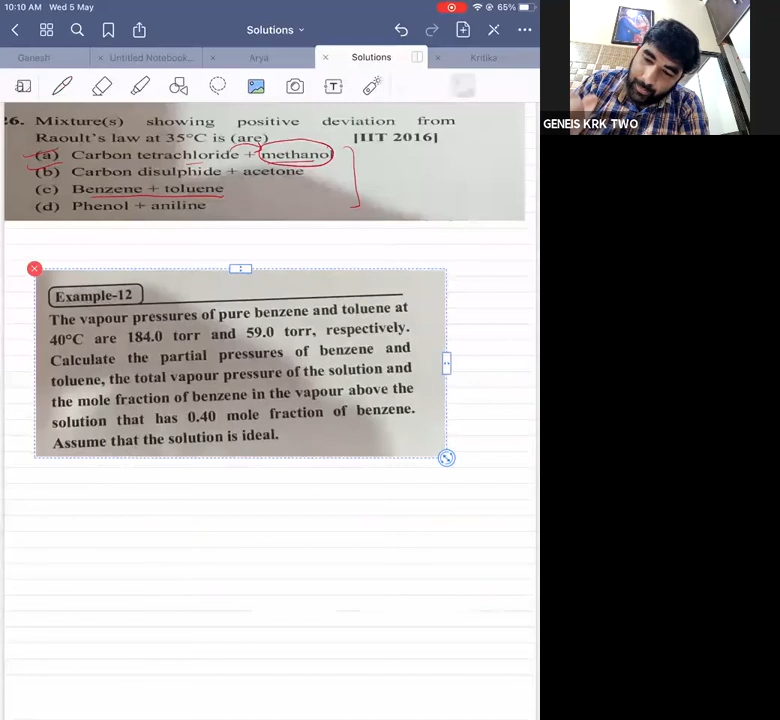 10:10 AM Wed 5 May
65%
Solutions
Ganesh
Untitled Notebook...
Arya
Solutions
Kritika
26. Mixture(s) showing positive deviation from
Raoult's law at 35°C is (are) [IIT 2016]
(a) Carbon tetrachloride + methanol
(b) Carbon disulphide + acetone
(c) Benzene + toluene
(d) Phenol + aniline
Example-12
The vapour pressures of pure benzene and toluene at
40°C are 184.0 torr and 59.0 torr, respectively.
Calculate the partial pressures of benzene and
toluene, the total vapour pressure of the solution and
the mole fraction of benzene in the vapour above the
solution that has 0.40 mole fraction of benzene.
Assume that the solution is ideal.
GENEIS KRK TWO